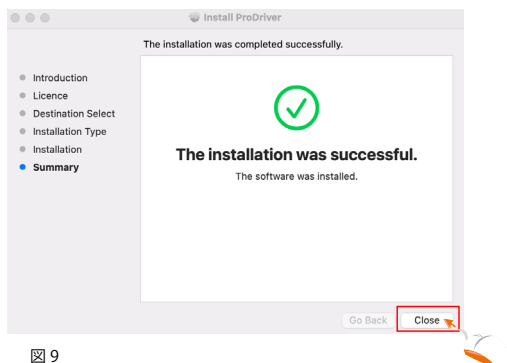 Install ProDriver
The installation was completed successfully.
Introduction
Licence
Destination Select
Installation Type
Installation
Summary
The installation was successful.
The software was installed.
Go Back
Close
図 9